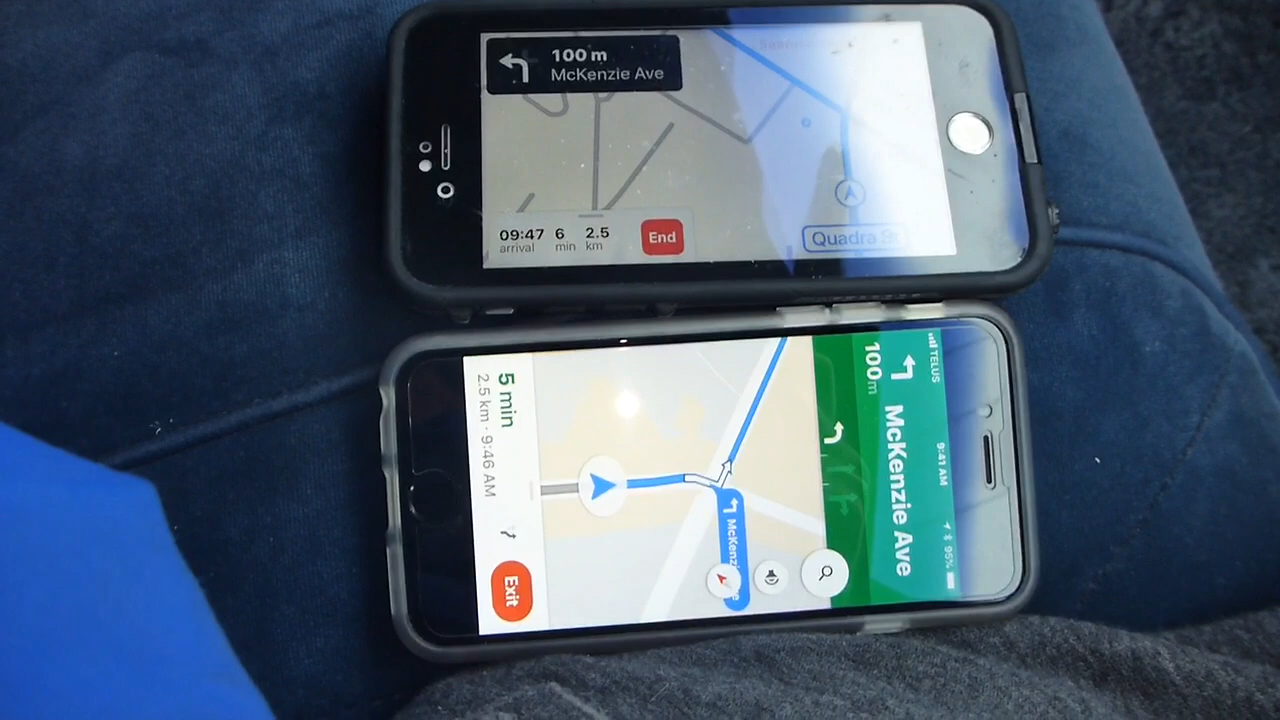 100 m
McKenzie Ave
09:47 6 2.5
arrival min km
End
Quadra St
TELUS 9:41 AM 95%
100 m McKenzie Ave
5 min
2.5 km · 9:46 AM
Exit